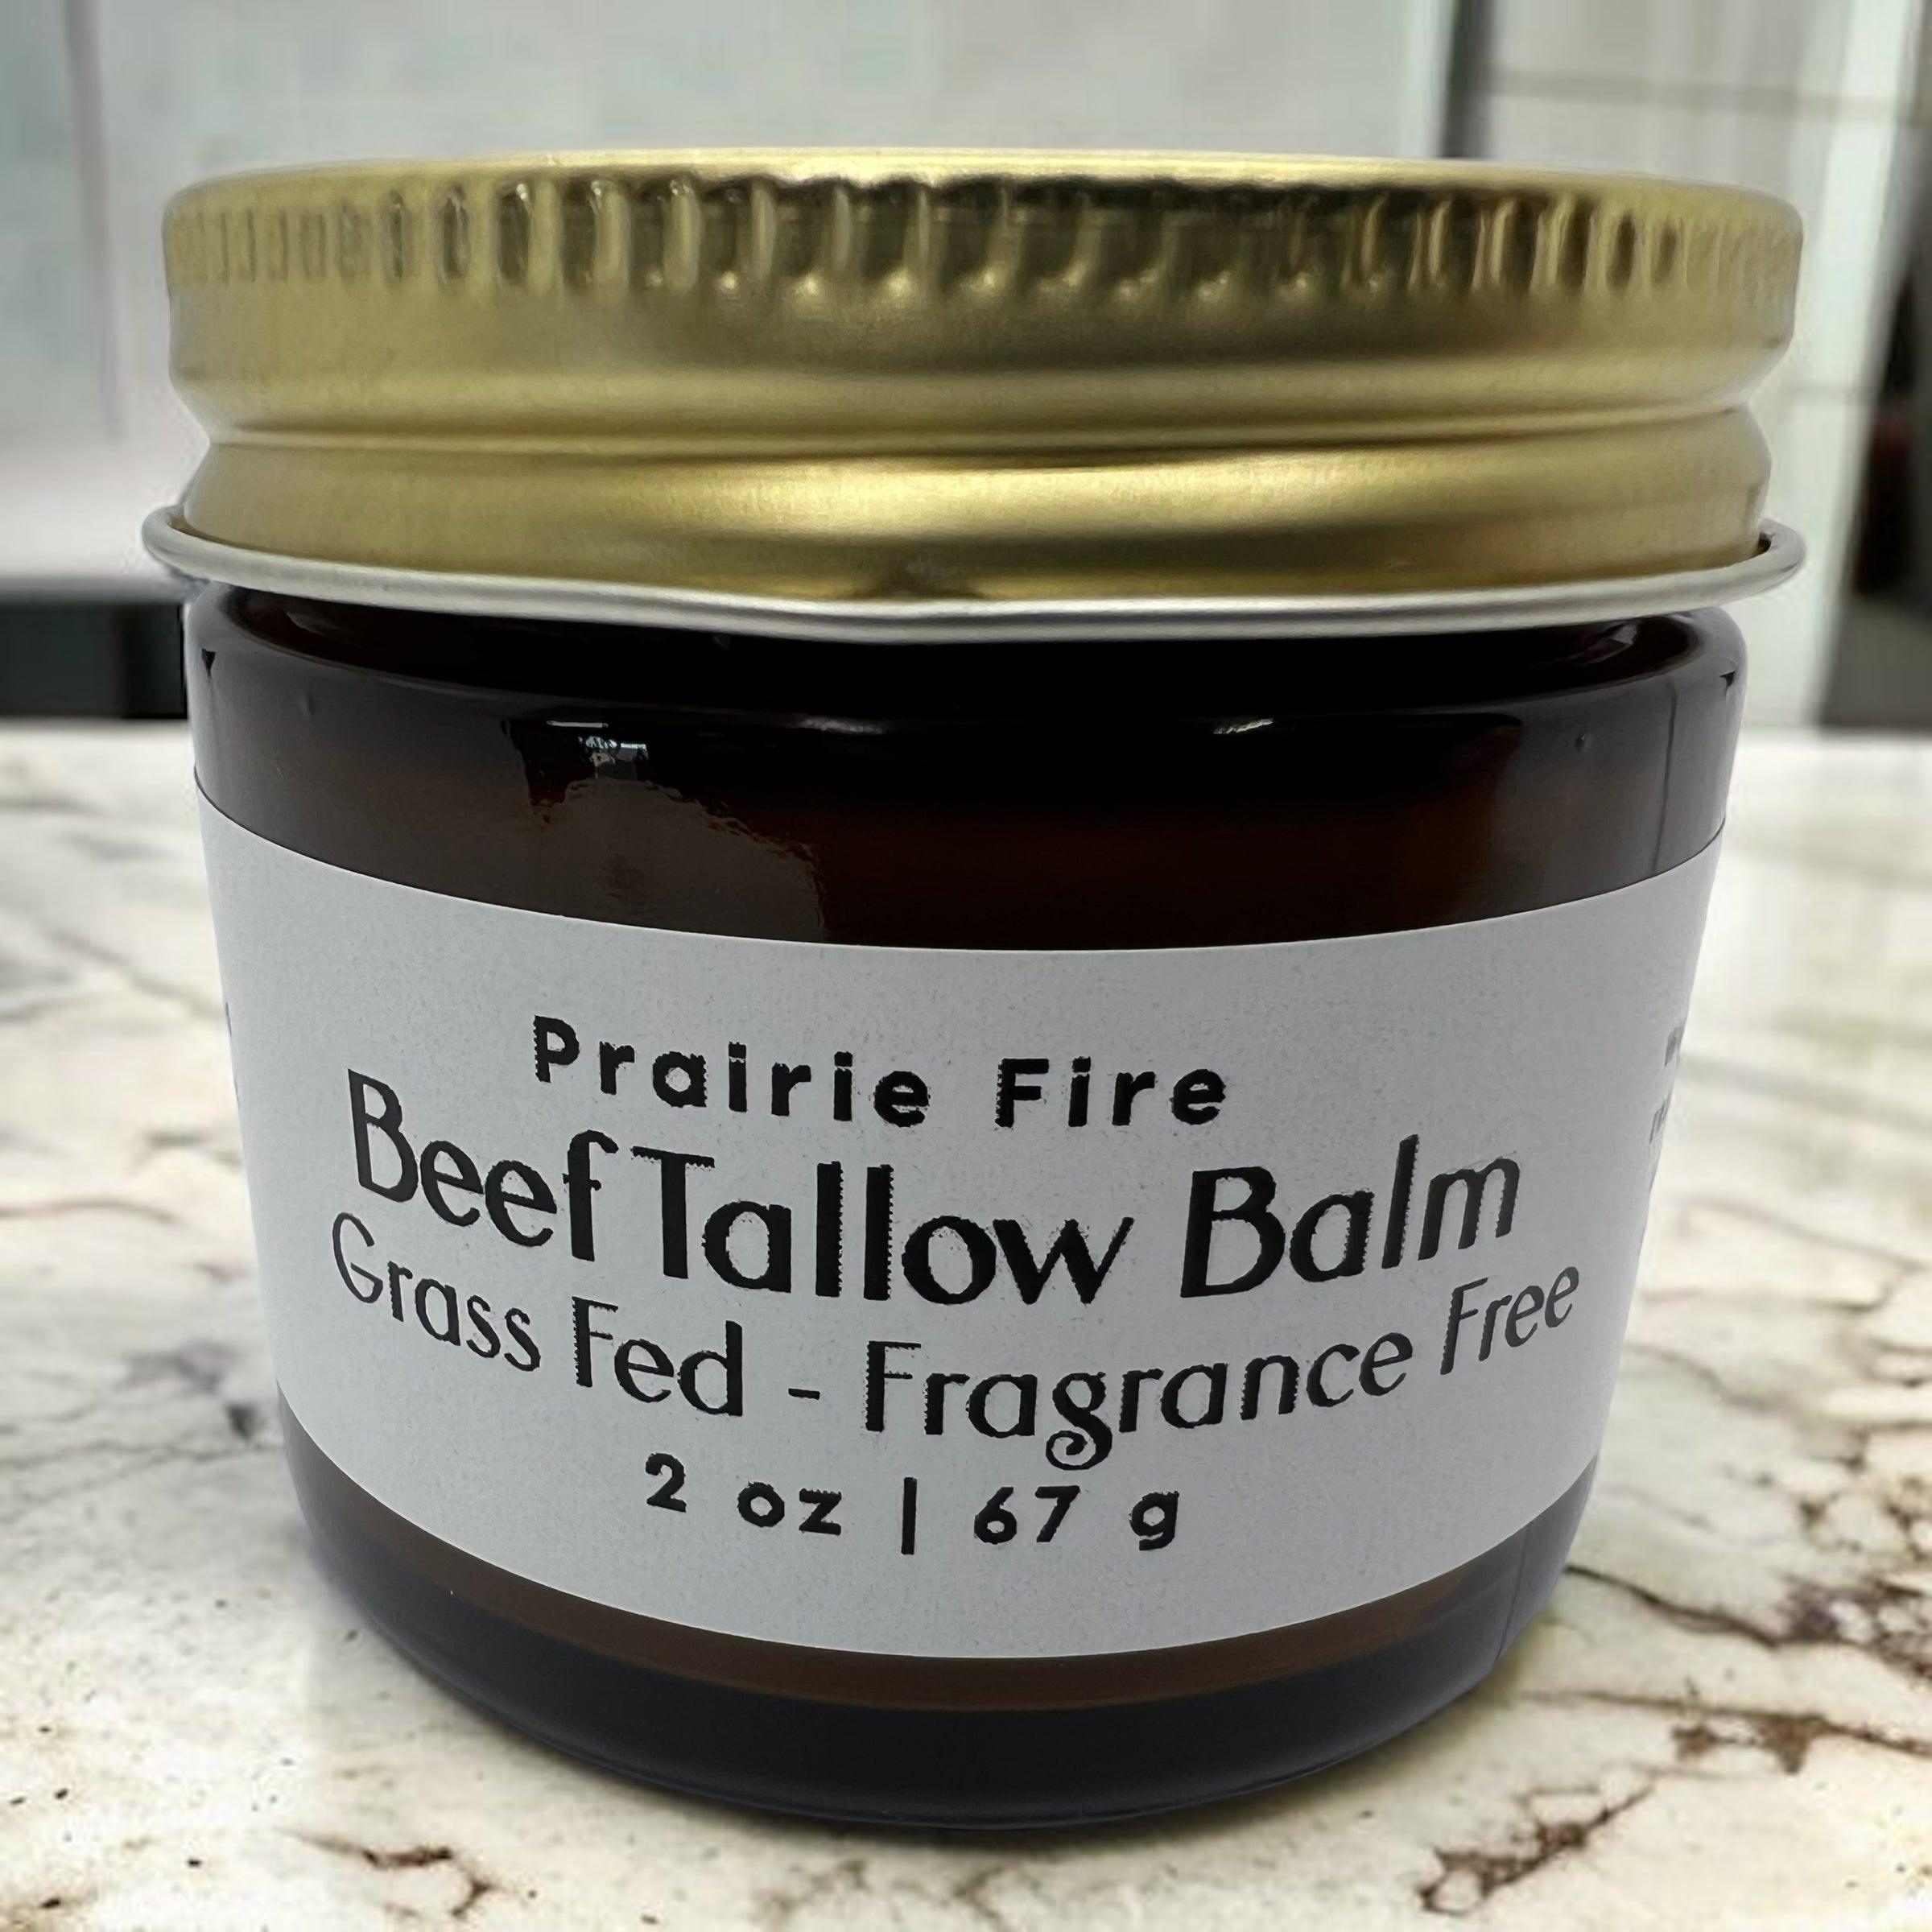 Prairie Fire
Beef Tallow Balm
Grass Fed - Fragrance Free
2 oz | 67 g